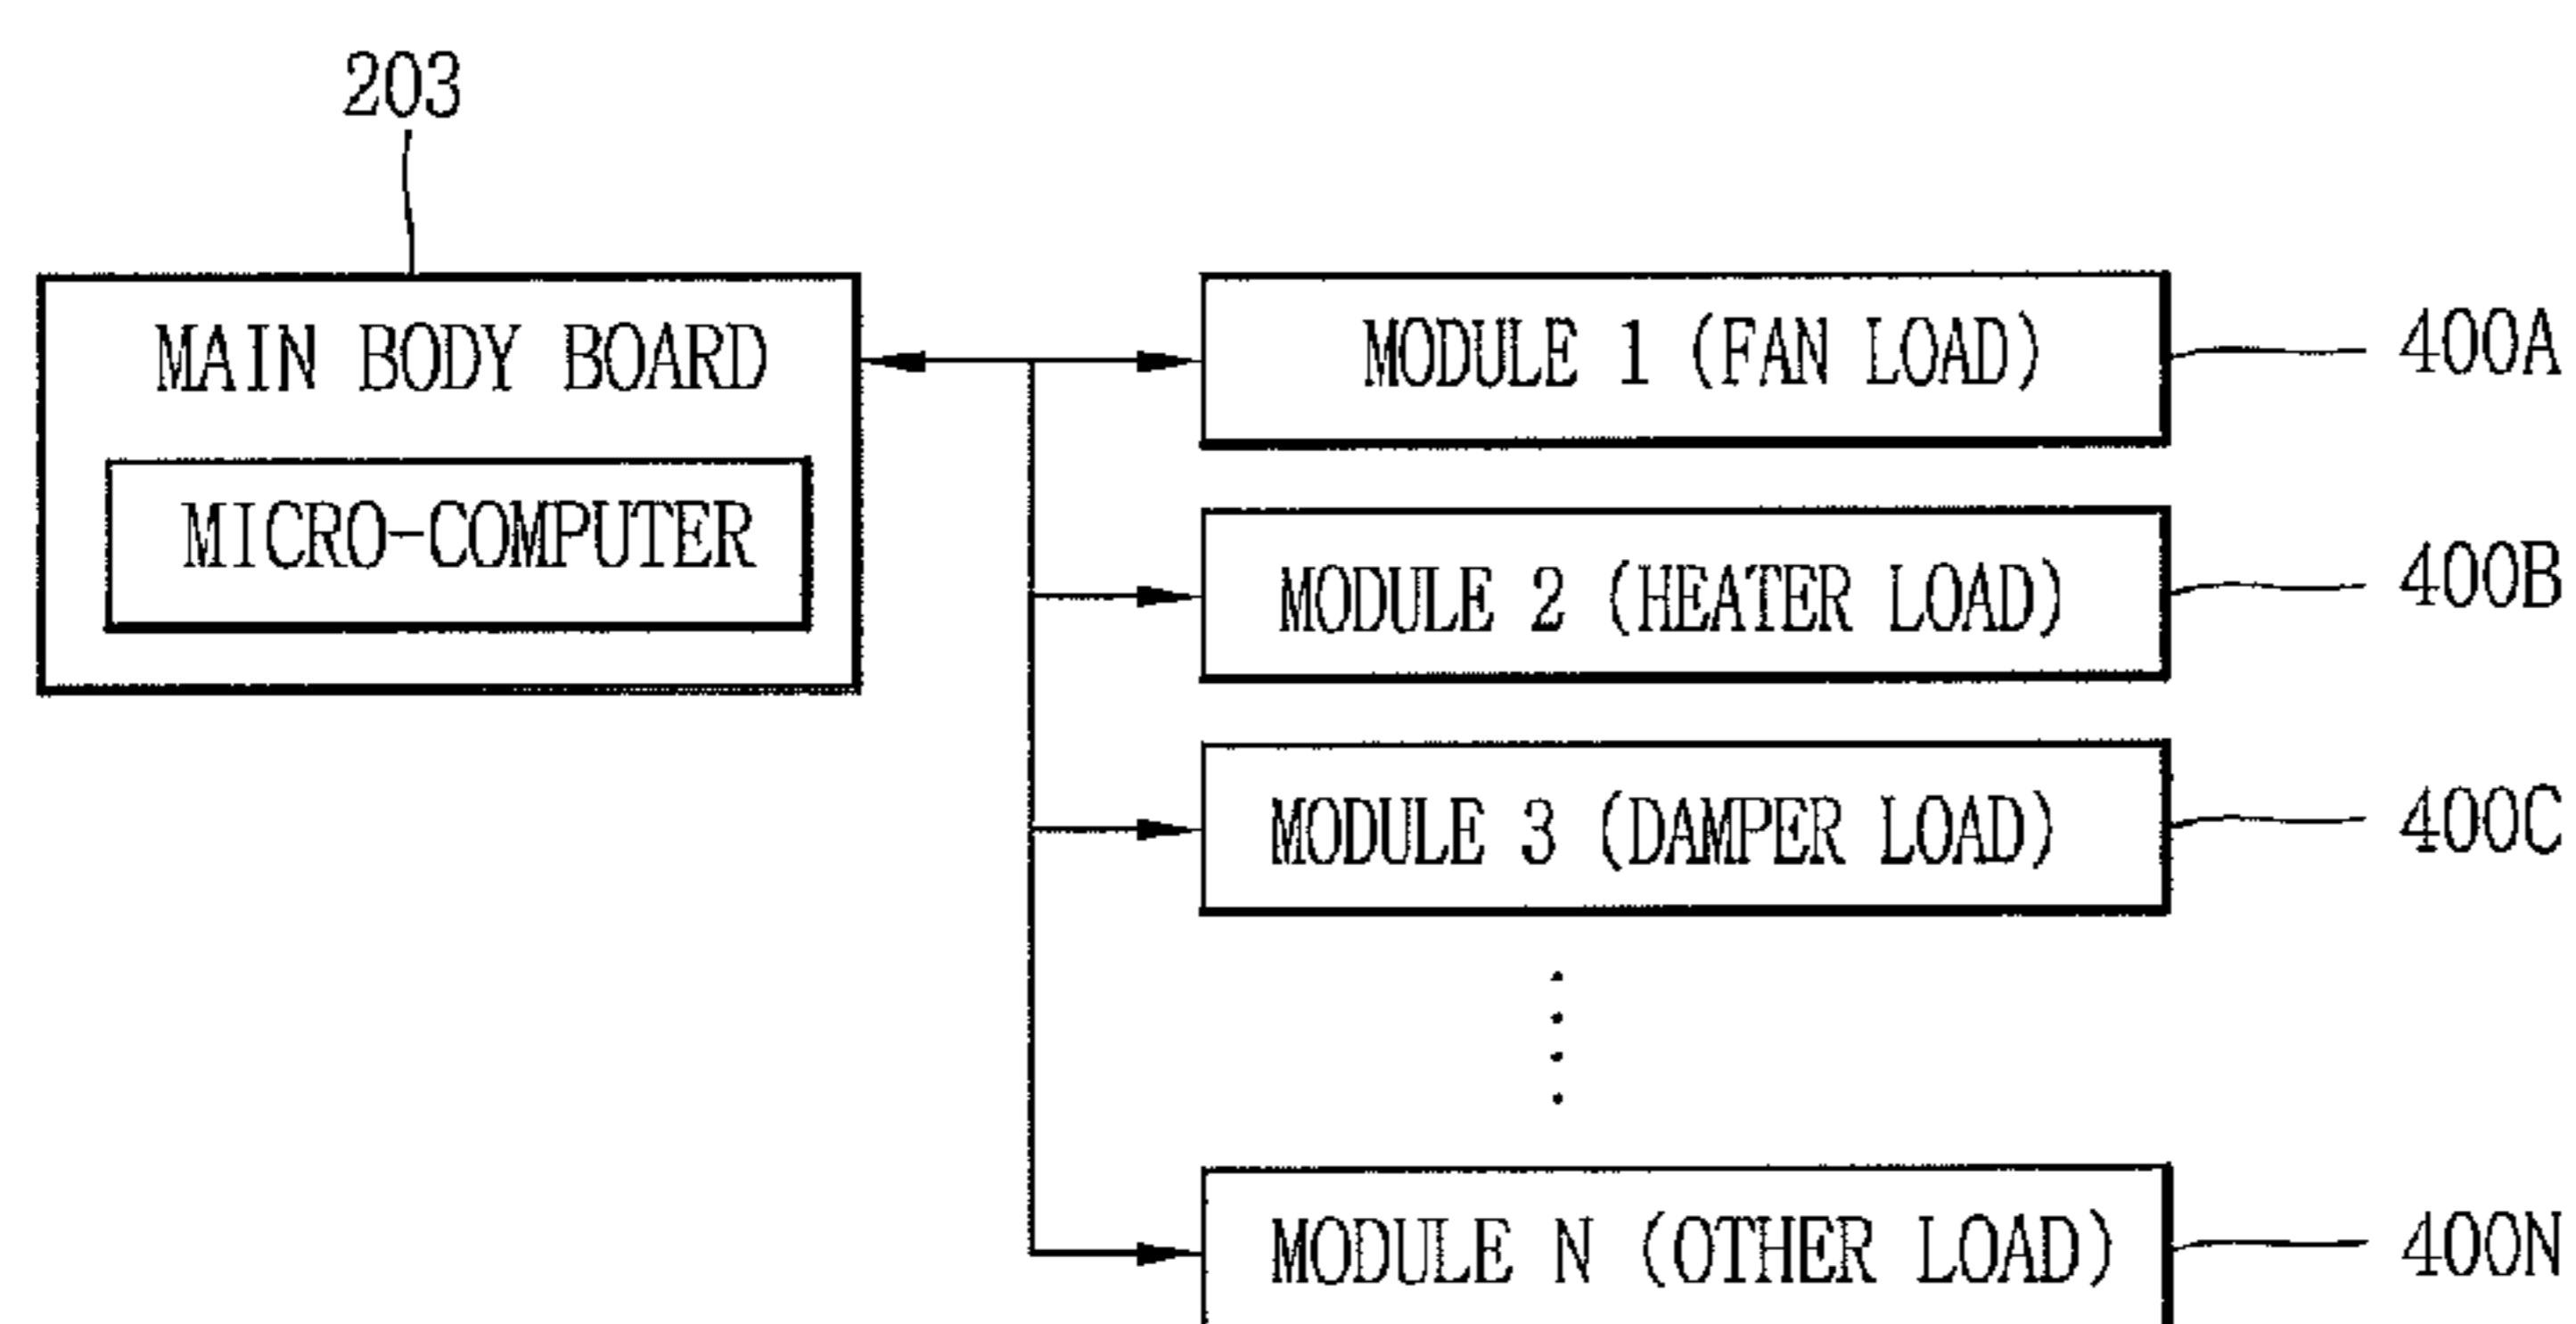 203
MAIN BODY BOARD
MICRO-COMPUTER
MODULE 1 (FAN LOAD)
400A
MODULE 2 (HEATER LOAD)
400B
MODULE 3 (DAMPER LOAD)
400C
MODULE N (OTHER LOAD)
400N